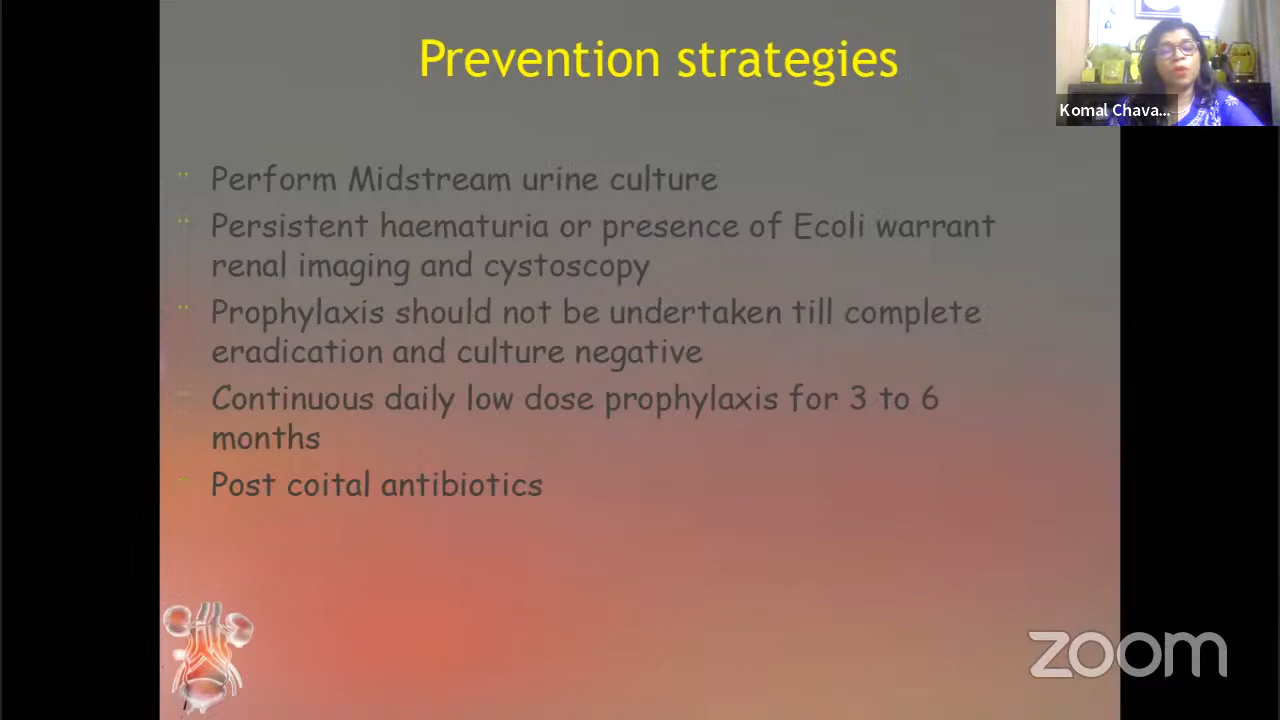 Prevention strategies
Komal Chava...
Perform Midstream urine culture
Persistent haematuria or presence of Ecoli warrant
renal imaging and cystoscopy
Prophylaxis should not be undertaken till complete
eradication and culture negative
Continuous daily low dose prophylaxis for 3 to 6
months
Post coital antibiotics
zoom